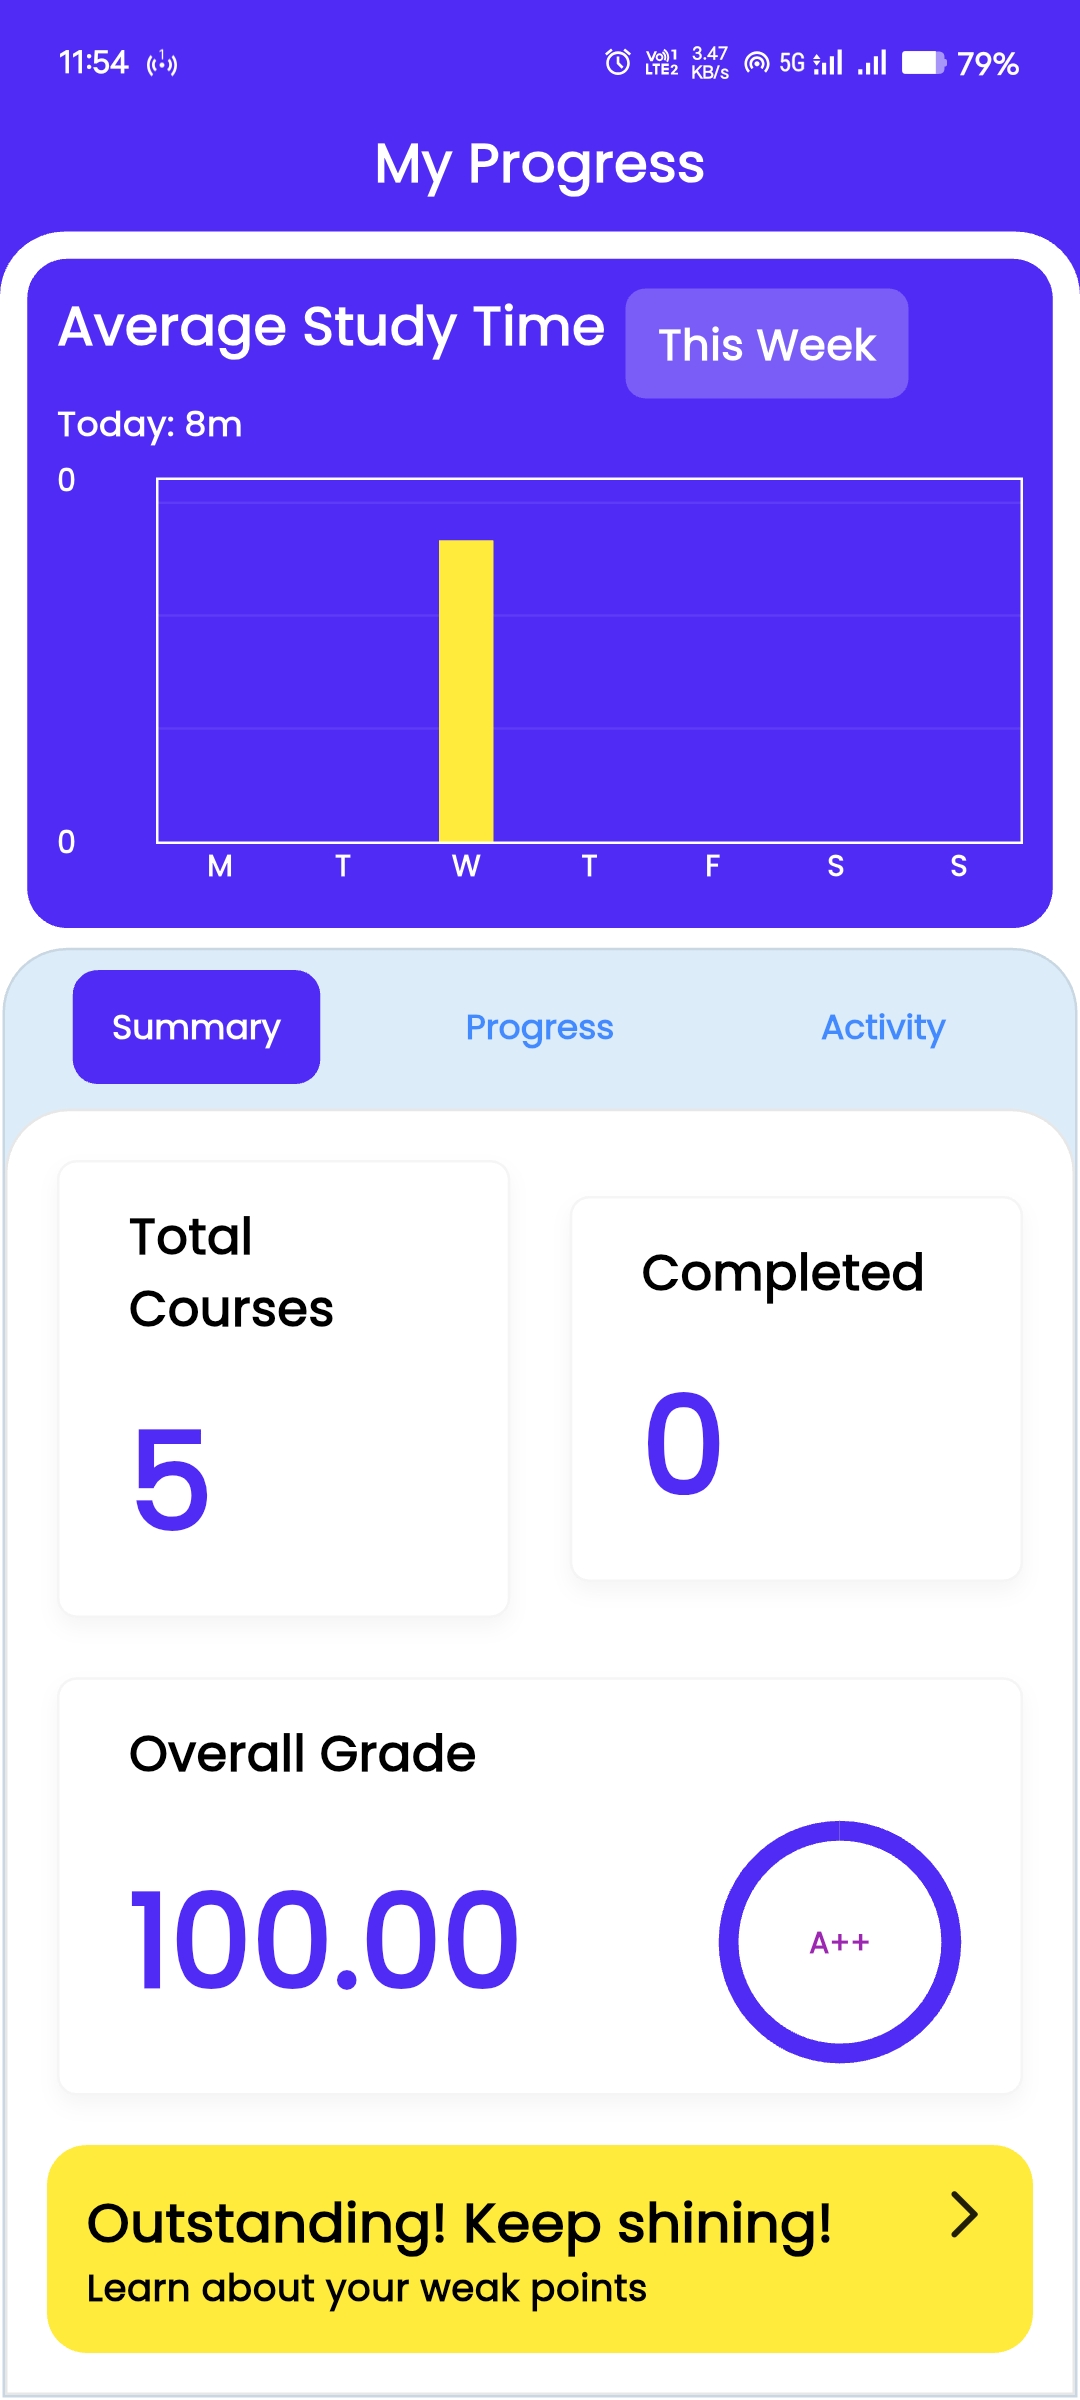 11:54 1 Vo)) 1 LTE2 3.47 KB/s 5G 79%
My Progress
Average Study Time This Week
Today: 8m
0
0
M T W T F S S
Summary Progress Activity
Total
Courses
5
Completed
0
Overall Grade
100.00
A++
Outstanding! Keep shining!
Learn about your weak points